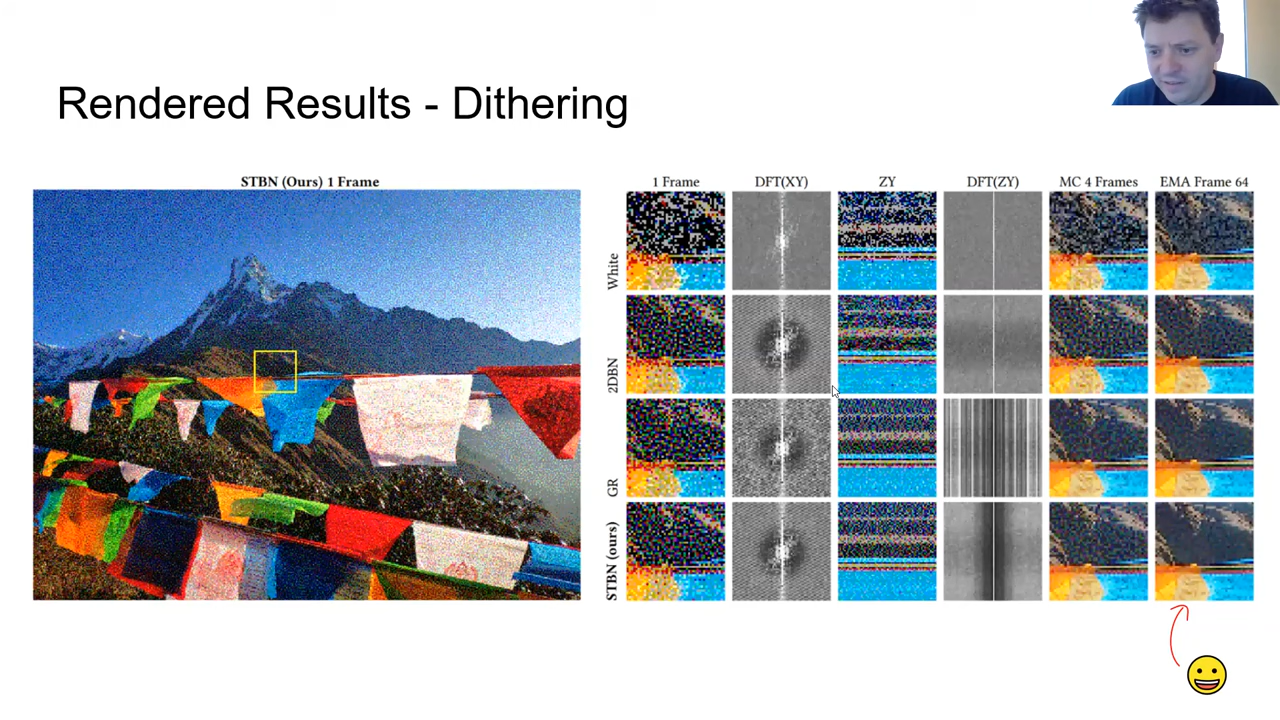 Rendered Results - Dithering
STBN (Ours) 1 Frame
1 Frame DFT(XY) ZY DFT(ZY) MC 4 Frames EMA Frame 64
White
2DBN
GR
STBN (ours)